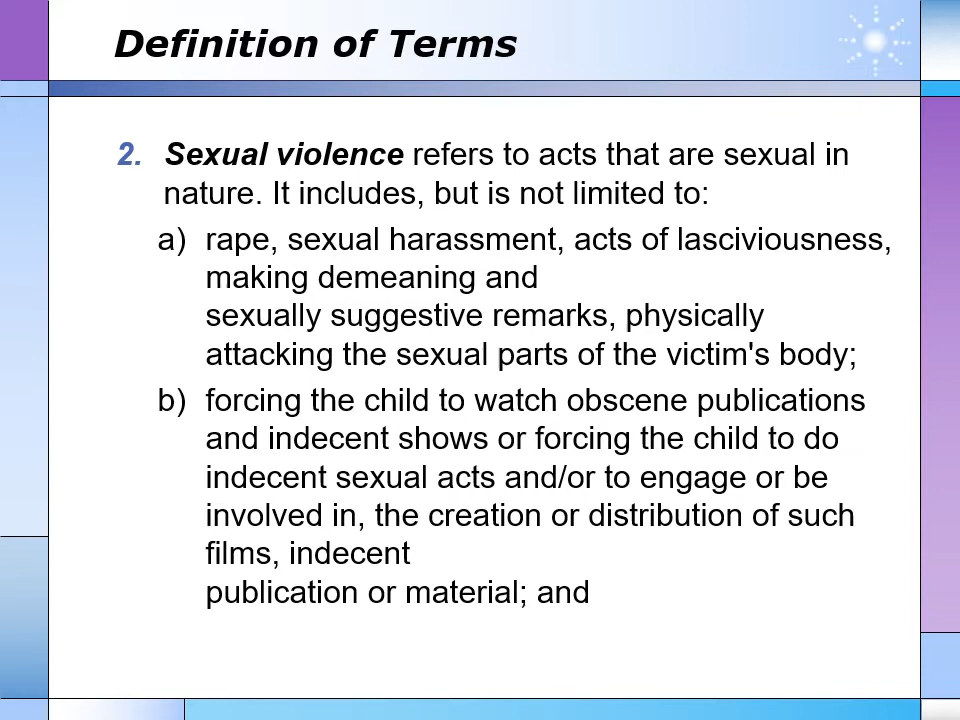 Definition of Terms
2. Sexual violence refers to acts that are sexual in
nature. It includes, but is not limited to:
a) rape, sexual harassment, acts of lasciviousness,
making demeaning and
sexually suggestive remarks, physically
attacking the sexual parts of the victim's body;
b) forcing the child to watch obscene publications
and indecent shows or forcing the child to do
indecent sexual acts and/or to engage or be
involved in, the creation or distribution of such
films, indecent
publication or material; and